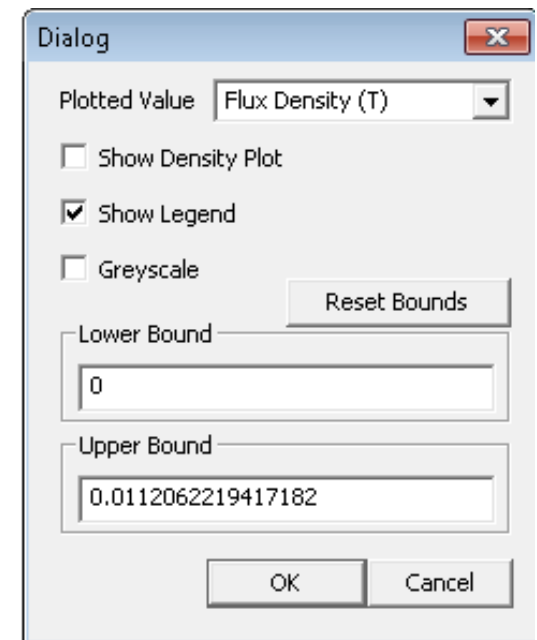 Dialog
Plotted Value Flux Density (T)
Show Density Plot
Show Legend
Greyscale
Reset Bounds
Lower Bound
0
Upper Bound
0.0112062219417182
OK Cancel